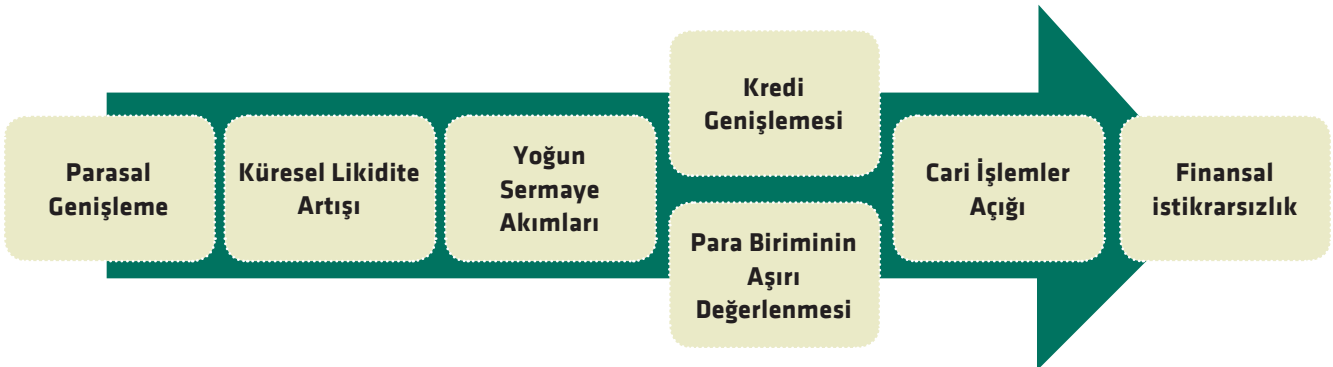 Parasal
Genişleme
Küresel Likidite
Artışı
Yoğun
Sermaye
Akımları
Kredi
Genişlemesi
Para Biriminin
Aşırı
Değerlenmesi
Cari İşlemler
Açığı
Finansal
istikrarsızlık